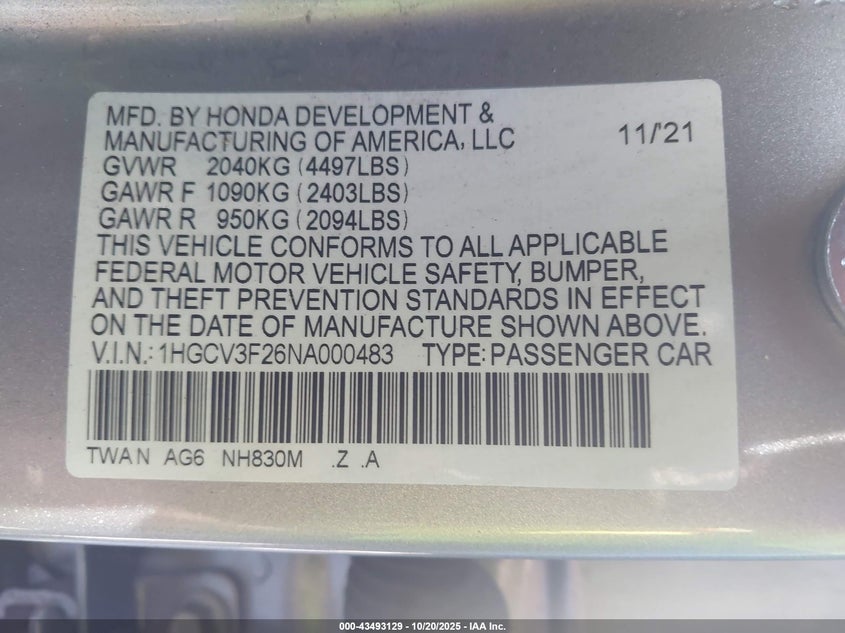 MFD. BY HONDA DEVELOPMENT &
MANUFACTURING OF AMERICA, LLC 11/'21
GVWR 2040KG (4497LBS)
GAWR F 1090KG (2403LBS)
GAWR R 950KG (2094LBS)
THIS VEHICLE CONFORMS TO ALL APPLICABLE
FEDERAL MOTOR VEHICLE SAFETY, BUMPER,
AND THEFT PREVENTION STANDARDS IN EFFECT
ON THE DATE OF MANUFACTURE SHOWN ABOVE.
V.I.N.: 1HGCV3F26NA000483 TYPE: PASSENGER CAR
TWAN AG6 NH830M .Z .A
000-43493129 - 10/20/2025 - IAA Inc.